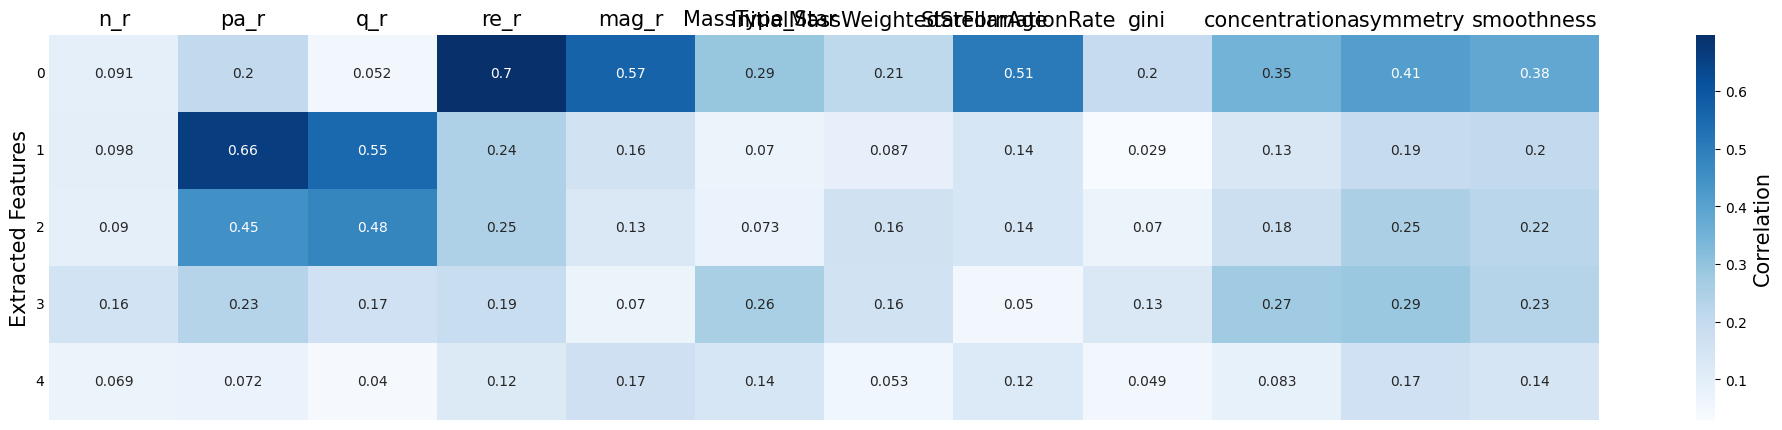 n_r pa_r q_r re_r mag_r MassType_Star InitialMassWeightedStellarAge StarFormationRate gini concentration asymmetry smoothness
0 0.091 0.2 0.052 0.7 0.57 0.29 0.21 0.51 0.2 0.35 0.41 0.38
1 0.098 0.66 0.55 0.24 0.16 0.07 0.087 0.14 0.029 0.13 0.19 0.2
2 0.09 0.45 0.48 0.25 0.13 0.073 0.16 0.14 0.07 0.18 0.25 0.22
3 0.16 0.23 0.17 0.19 0.07 0.26 0.16 0.05 0.13 0.27 0.29 0.23
4 0.069 0.072 0.04 0.12 0.17 0.14 0.053 0.12 0.049 0.083 0.17 0.14
Extracted Features
0.6
0.5
0.4
0.3
0.2
0.1
Correlation